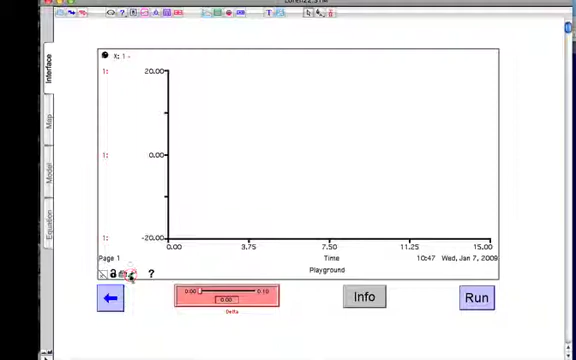 Lorenz2.STM
Interface
Map
Model
Equation
X: 1 -
1: 20.00
1: 0.00
1: -20.00
0.00 3.75 7.50 11.25 15.00
Page 1 Time 10:47 Wed, Jan 7, 2009
Playground
a ?
0.00 0.10
0.00
Delta
Info
Run